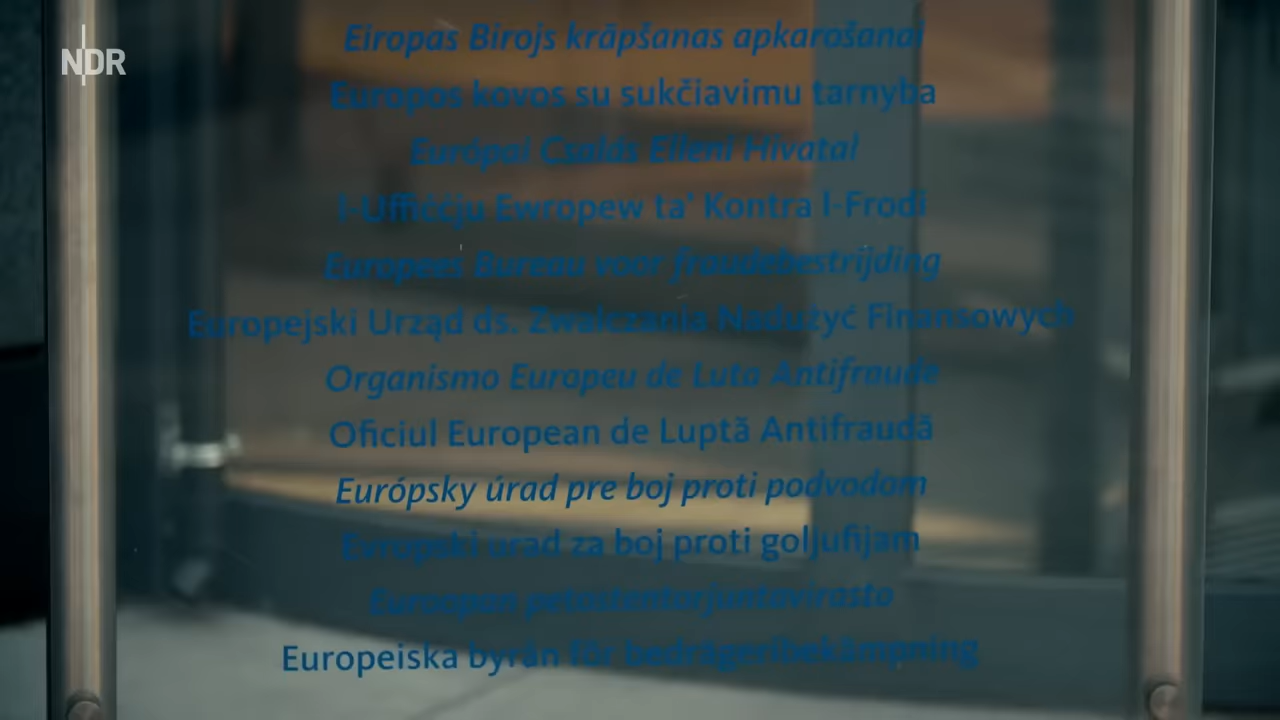 NDR
Eiropas Birojs krāpšanas apkarošanai
Europos kovos su sukčiavimu tarnyba
Európai Csalás Elleni Hivatal
l-Uffiċċju Ewropew ta' Kontra l-Frodi
Europees Bureau voor fraudebestrijding
Europejski Urząd ds. Zwalczania Nadużyć Finansowych
Organismo Europeu de Luta Antifraude
Oficiul European de Luptă Antifraudă
Európsky úrad pre boj proti podvodom
Evropski urad za boj proti goljufijam
Euroopan petostentorjuntavirasto
Europeiska byrån för bedrägeribekämpning